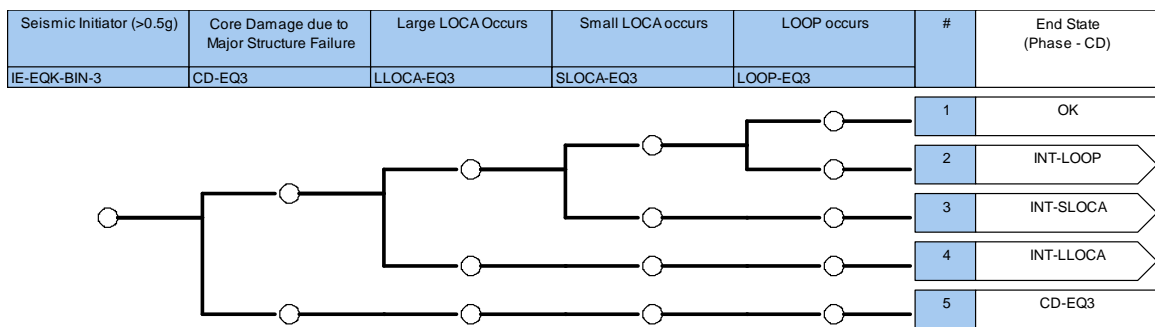 Seismic Initiator (>0.5g)
Core Damage due to
Major Structure Failure
Large LOCA Occurs
Small LOCA occurs
LOOP occurs
#
End State
(Phase - CD)
IE-EQK-BIN-3
CD-EQ3
LLOCA-EQ3
SLOCA-EQ3
LOOP-EQ3
1
OK
2
INT-LOOP
3
INT-SLOCA
4
INT-LLOCA
5
CD-EQ3